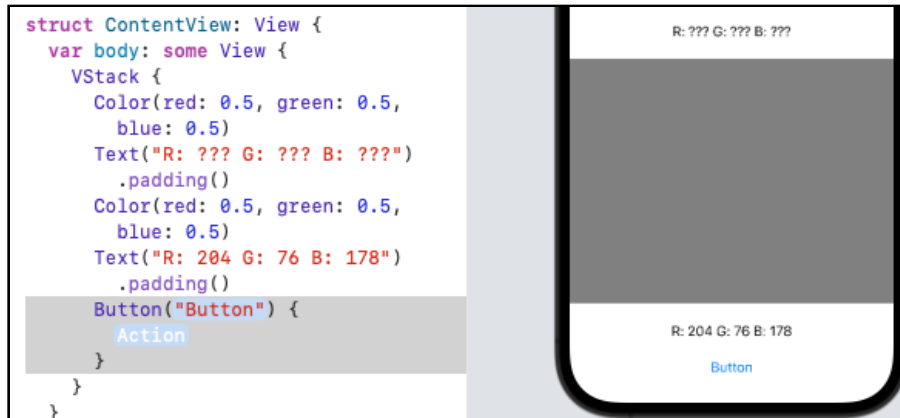 struct ContentView: View {
  var body: some View {
    VStack {
      Color(red: 0.5, green: 0.5,
        blue: 0.5)
      Text("R: ??? G: ??? B: ???")
        .padding()
      Color(red: 0.5, green: 0.5,
        blue: 0.5)
      Text("R: 204 G: 76 B: 178")
        .padding()
      Button("Button") {
        Action
      }
    }
  }
R: ??? G: ??? B: ???
R: 204 G: 76 B: 178
Button